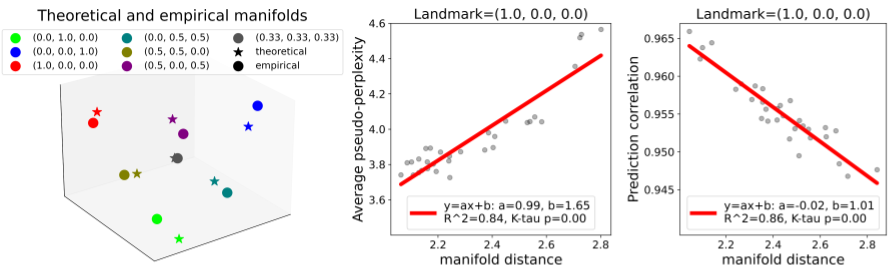 Theoretical and empirical manifolds
(0.0, 1.0, 0.0)
(0.0, 0.0, 1.0)
(1.0, 0.0, 0.0)
(0.0, 0.5, 0.5)
(0.5, 0.5, 0.0)
(0.5, 0.0, 0.5)
(0.33, 0.33, 0.33)
theoretical
empirical
Landmark=(1.0, 0.0, 0.0)
Average pseudo-perplexity
4.6
4.4
4.2
4.0
3.8
3.6
y=ax+b: a=0.99, b=1.65
R^2=0.84, K-tau p=0.00
2.2 2.4 2.6 2.8
manifold distance
Landmark=(1.0, 0.0, 0.0)
Prediction correlation
0.965
0.960
0.955
0.950
0.945
y=ax+b: a=-0.02, b=1.01
R^2=0.86, K-tau p=0.00
2.2 2.4 2.6 2.8
manifold distance